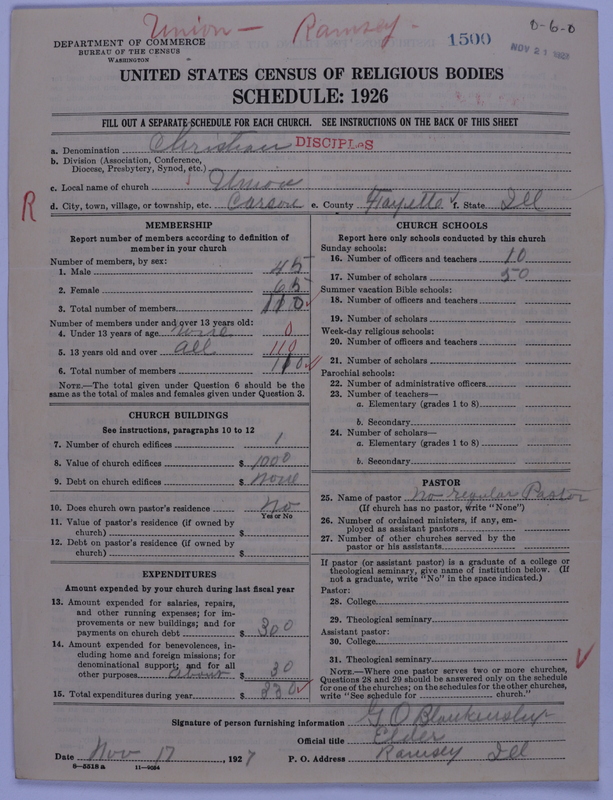 Union — Ramsey -
0-6-0
DEPARTMENT OF COMMERCE
BUREAU OF THE CENSUS
WASHINGTON
1500
NOV 21 1927
UNITED STATES CENSUS OF RELIGIOUS BODIES
SCHEDULE: 1926
FILL OUT A SEPARATE SCHEDULE FOR EACH CHURCH. SEE INSTRUCTIONS ON THE BACK OF THIS SHEET
a. Denomination Christian DISCIPLES
b. Division (Association, Conference,
Diocese, Presbytery, Synod, etc.)
c. Local name of church Union
d. City, town, village, or township, etc. Carson e. County Fayette f. State Ill
R
MEMBERSHIP
Report number of members according to definition of
member in your church
Number of members, by sex:
1. Male 45
2. Female 65
3. Total number of members 110
Number of members under and over 13 years old:
4. Under 13 years of age none 0
5. 13 years old and over all 110
6. Total number of members 110
NOTE.—The total given under Question 6 should be the
same as the total of males and females given under Question 3.
CHURCH BUILDINGS
See instructions, paragraphs 10 to 12
7. Number of church edifices 1
8. Value of church edifices $ 1000
9. Debt on church edifices $ None
10. Does church own pastor's residence No
Yes or No
11. Value of pastor's residence (if owned by
church) $
12. Debt on pastor's residence (if owned by
church) $
EXPENDITURES
Amount expended by your church during last fiscal year
13. Amount expended for salaries, repairs,
and other running expenses; for im-
provements or new buildings; and for
payments on church debt $ 300
14. Amount expended for benevolences, in-
cluding home and foreign missions; for
denominational support; and for all
other purposes about $ 30
15. Total expenditures during year $ 330
CHURCH SCHOOLS
Report here only schools conducted by this church
Sunday schools:
16. Number of officers and teachers 10
17. Number of scholars 50
Summer vacation Bible schools:
18. Number of officers and teachers
19. Number of scholars
Week-day religious schools:
20. Number of officers and teachers
21. Number of scholars
Parochial schools:
22. Number of administrative officers
23. Number of teachers—
a. Elementary (grades 1 to 8)
b. Secondary
24. Number of scholars—
a. Elementary (grades 1 to 8)
b. Secondary
PASTOR
25. Name of pastor No regular Pastor
(If church has no pastor, write "None")
26. Number of ordained ministers, if any, em-
ployed as assistant pastors
27. Number of other churches served by the
pastor or his assistants
If pastor (or assistant pastor) is a graduate of a college or
theological seminary, give name of institution below. (If
not a graduate, write "No" in the space indicated.)
Pastor:
28. College
29. Theological seminary
Assistant pastor:
30. College
31. Theological seminary
NOTE.—Where one pastor serves two or more churches,
Questions 28 and 29 should be answered only on the schedule
for one of the churches; on the schedules for the other churches,
write "See schedule for church."
Signature of person furnishing information G O Blankenship
Official title Elder
Date Nov 17, 1927 P. O. Address Ramsey Ill
8-5518 a 11-9084